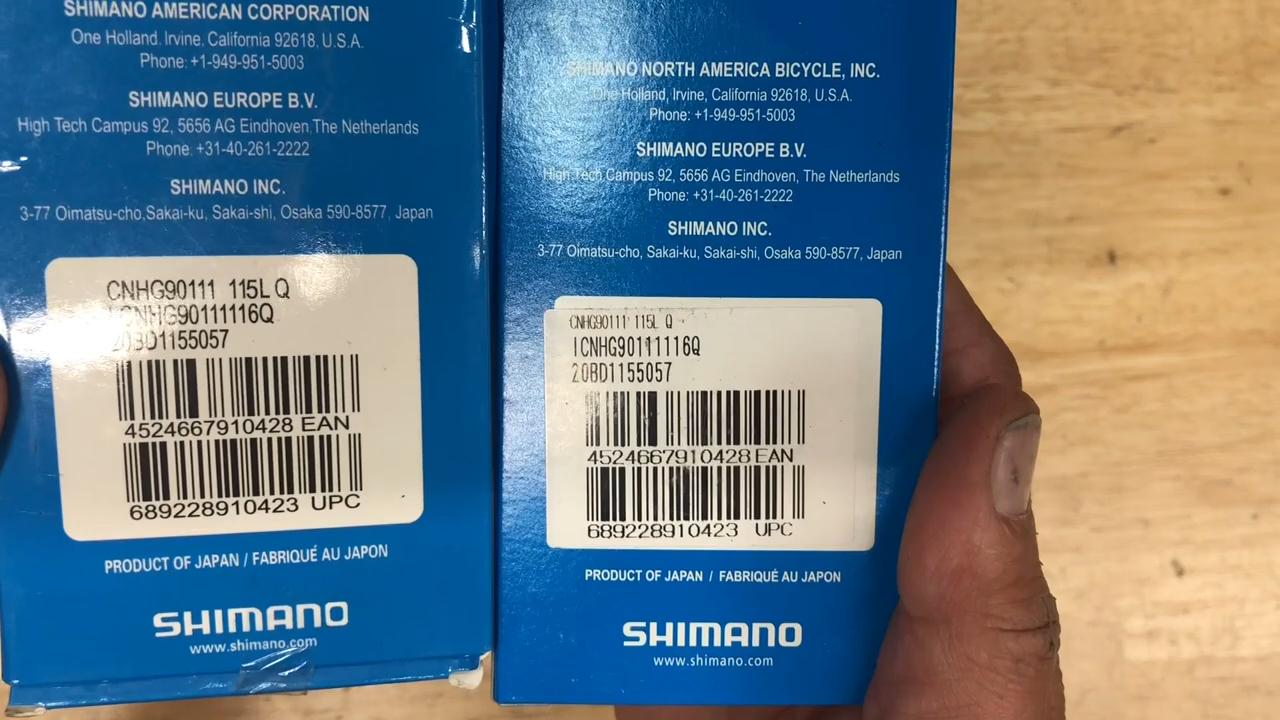 SHIMANO AMERICAN CORPORATION
One Holland, Irvine, California 92618, U.S.A.
Phone: +1-949-951-5003
SHIMANO EUROPE B.V.
High Tech Campus 92, 5656 AG Eindhoven,The Netherlands
Phone: +31-40-261-2222
SHIMANO INC.
3-77 Oimatsu-cho,Sakai-ku, Sakai-shi, Osaka 590-8577, Japan
CNHG90111 115L Q
ICNHG90111116Q
20BD1155057
4524667910428 EAN
689228910423 UPC
PRODUCT OF JAPAN / FABRIQUÉ AU JAPON
SHIMANO
www.shimano.com
SHIMANO NORTH AMERICA BICYCLE, INC.
One Holland, Irvine, California 92618, U.S.A.
Phone: +1-949-951-5003
SHIMANO EUROPE B.V.
High Tech Campus 92, 5656 AG Eindhoven, The Netherlands
Phone: +31-40-261-2222
SHIMANO INC.
3-77 Oimatsu-cho, Sakai-ku, Sakai-shi, Osaka 590-8577, Japan
CNHG90111 115L Q
ICNHG90111116Q
20BD1155057
4524667910428 EAN
689228910423 UPC
PRODUCT OF JAPAN / FABRIQUÉ AU JAPON
SHIMANO
www.shimano.com